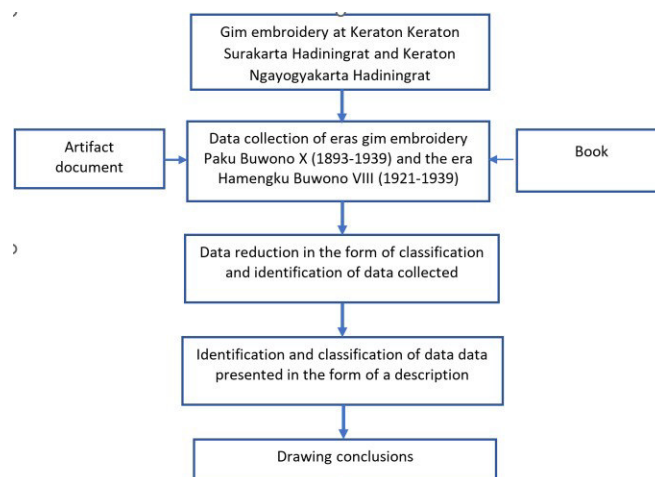 Gim embroidery at Keraton Keraton
Surakarta Hadiningrat and Keraton
Ngayogyakarta Hadiningrat
Artifact
document
Data collection of eras gim embroidery
Paku Buwono X (1893-1939) and the era
Hamengku Buwono VIII (1921-1939)
Book
Data reduction in the form of classification
and identification of data collected
Identification and classification of data data
presented in the form of a description
Drawing conclusions